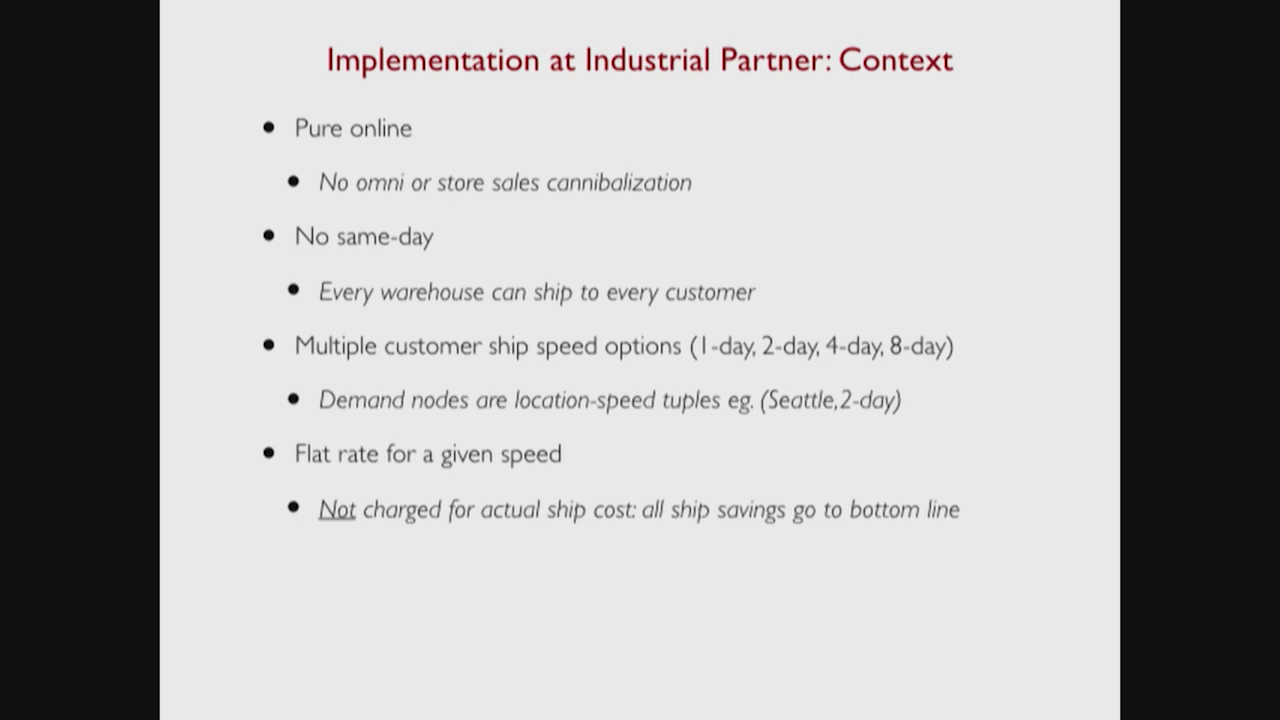 Implementation at Industrial Partner: Context
● Pure online
● No omni or store sales cannibalization
● No same-day
● Every warehouse can ship to every customer
● Multiple customer ship speed options (1-day, 2-day, 4-day, 8-day)
● Demand nodes are location-speed tuples eg. (Seattle,2-day)
● Flat rate for a given speed
● Not charged for actual ship cost: all ship savings go to bottom line